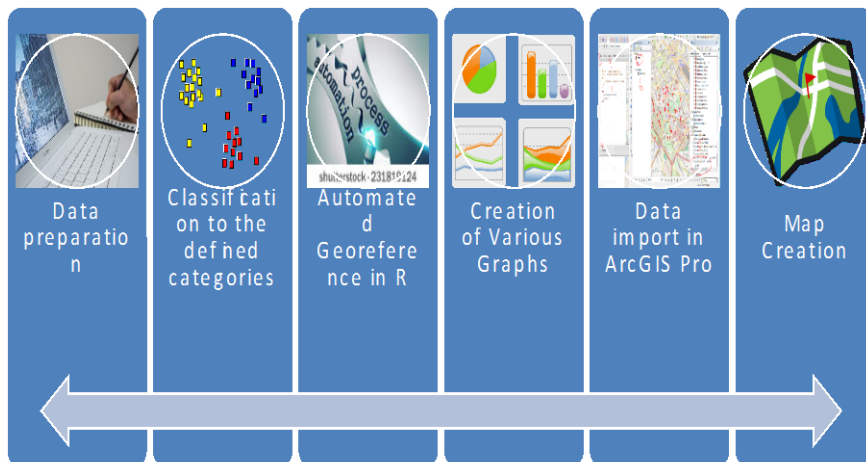 process
automation
shutterstock · 231819124
Data
preparatio
n
Classificati
on to the
defined
categories
Automate
d
Georefere
nce in R
Creation
of Various
Graphs
Data
import in
ArcGIS Pro
Map
Creation